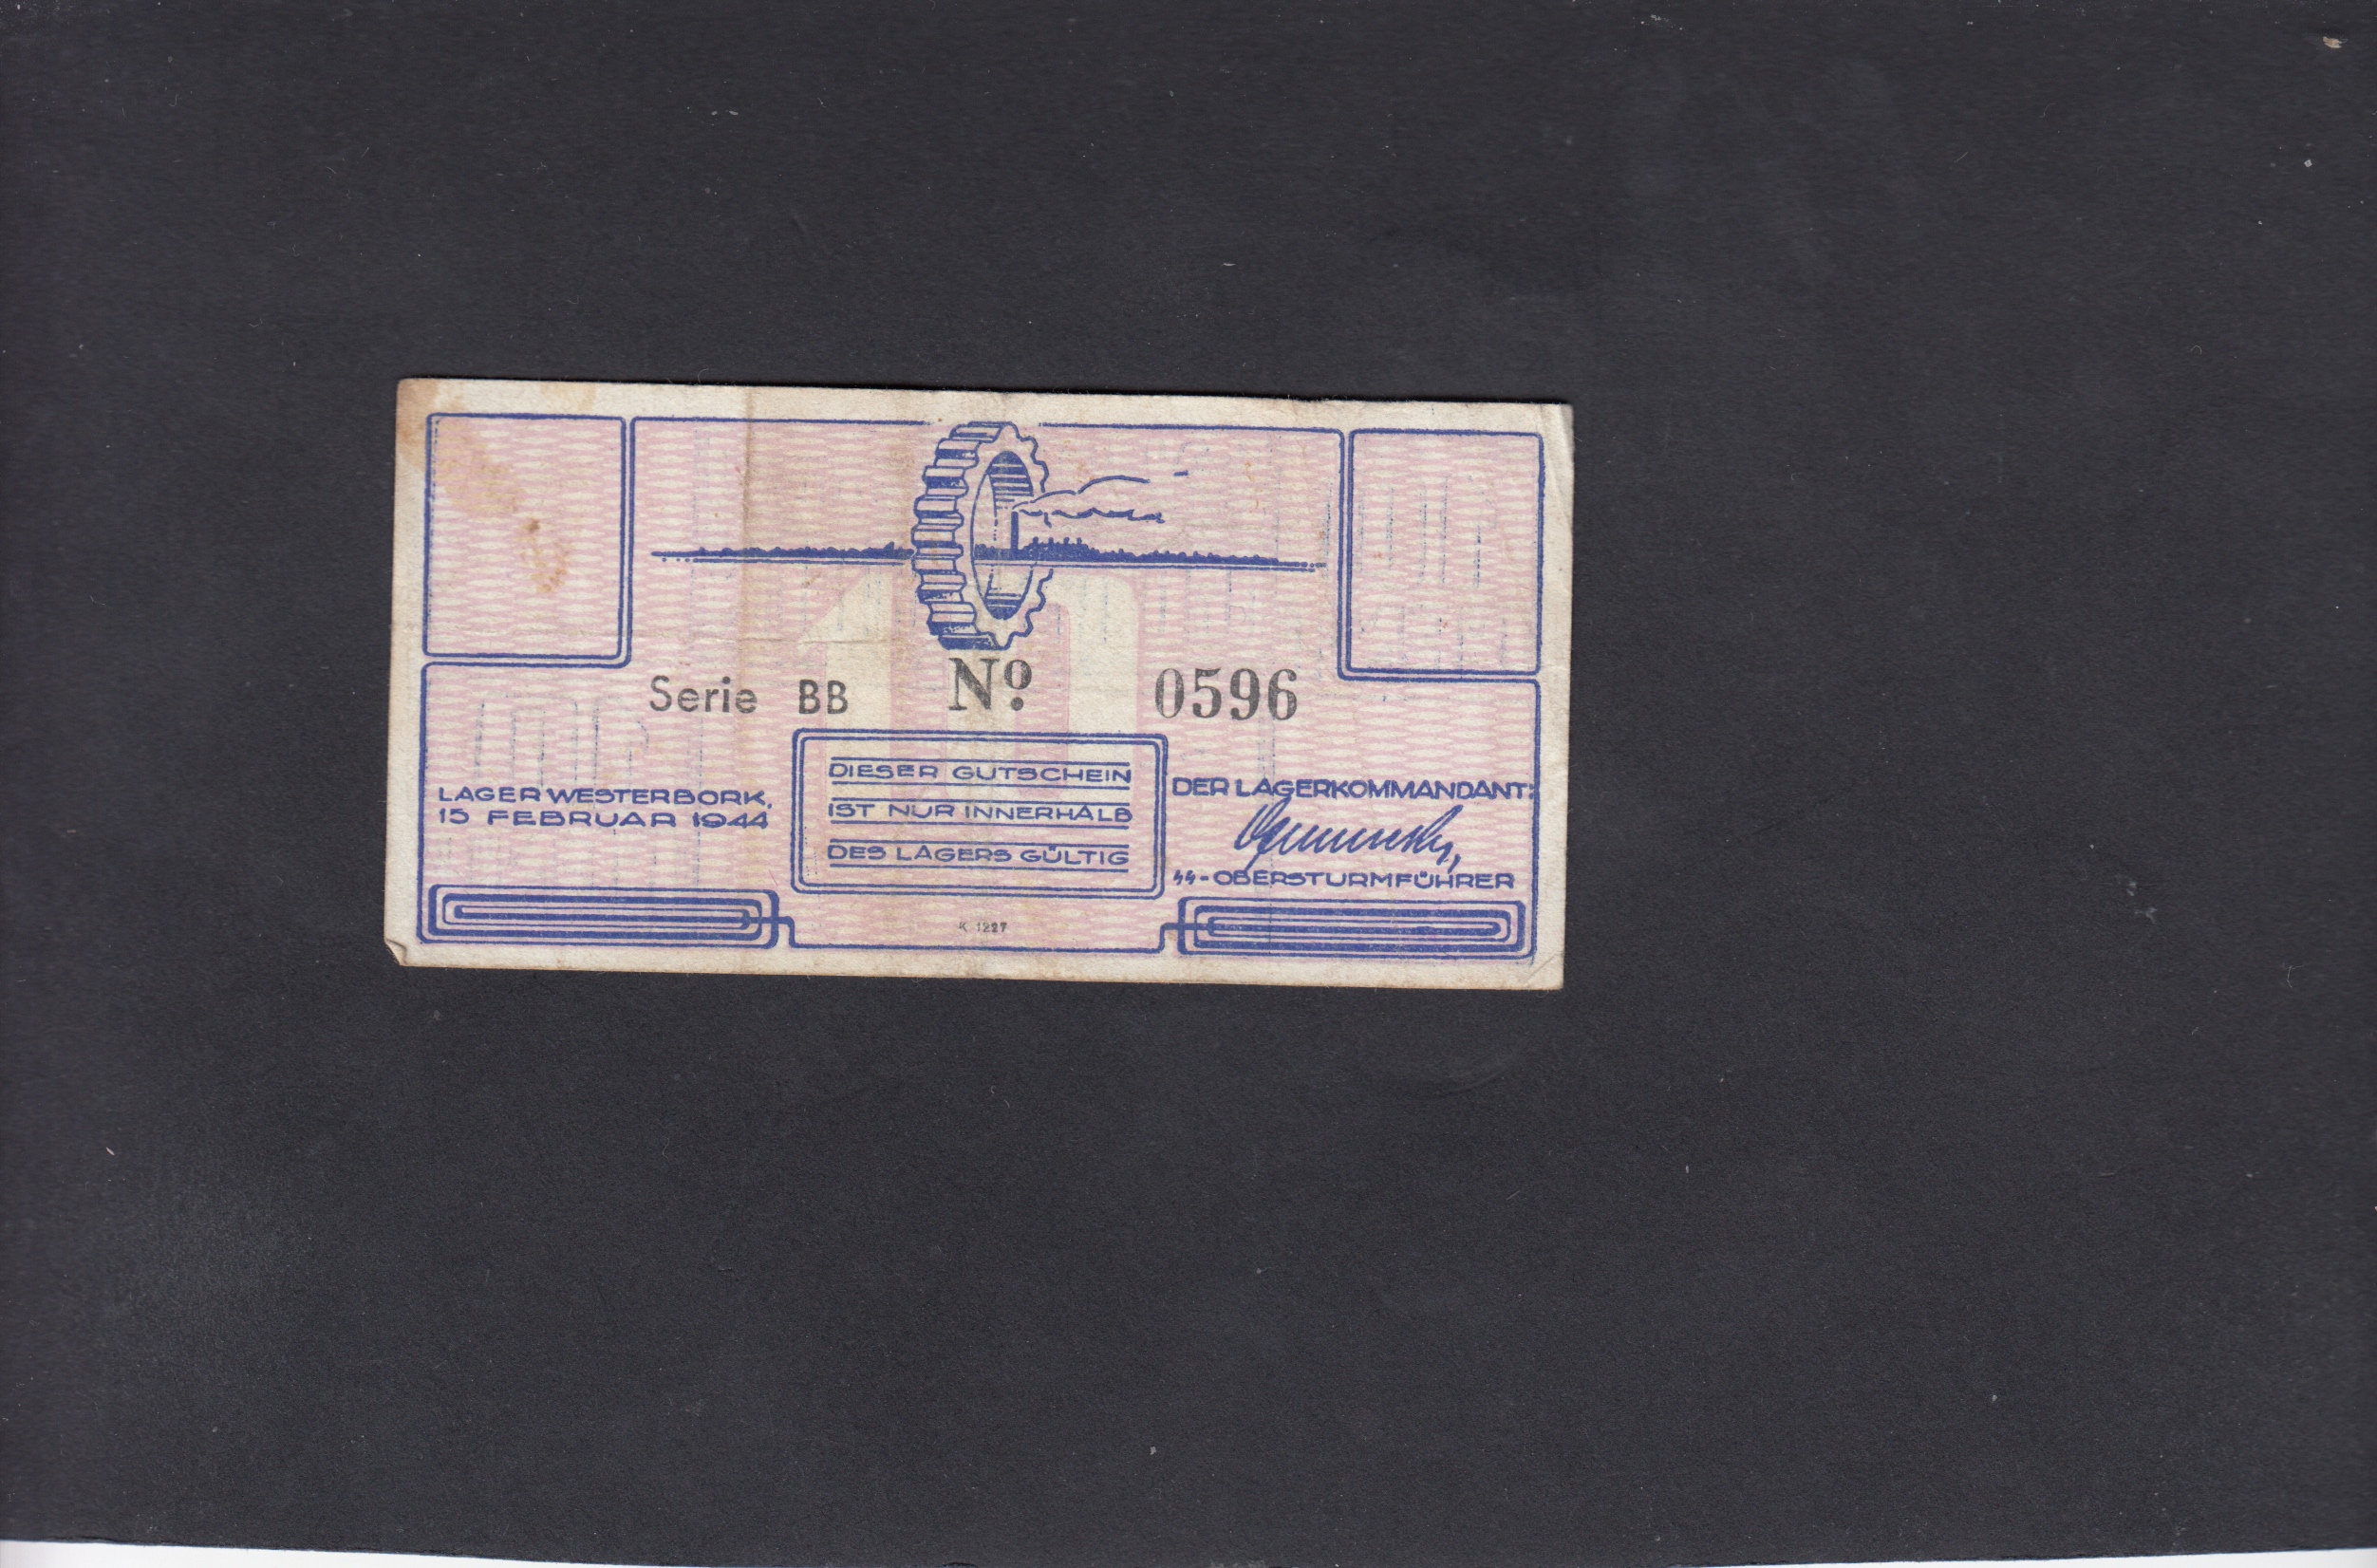 10
Serie BB Nº 0596
LAGER WESTERBORK,
15 FEBRUAR 1944
DIESER GUTSCHEIN
IST NUR INNERHALB
DES LAGERS GÜLTIG
DER LAGERKOMMANDANT:
SS-OBERSTURMFÜHRER
K 1227